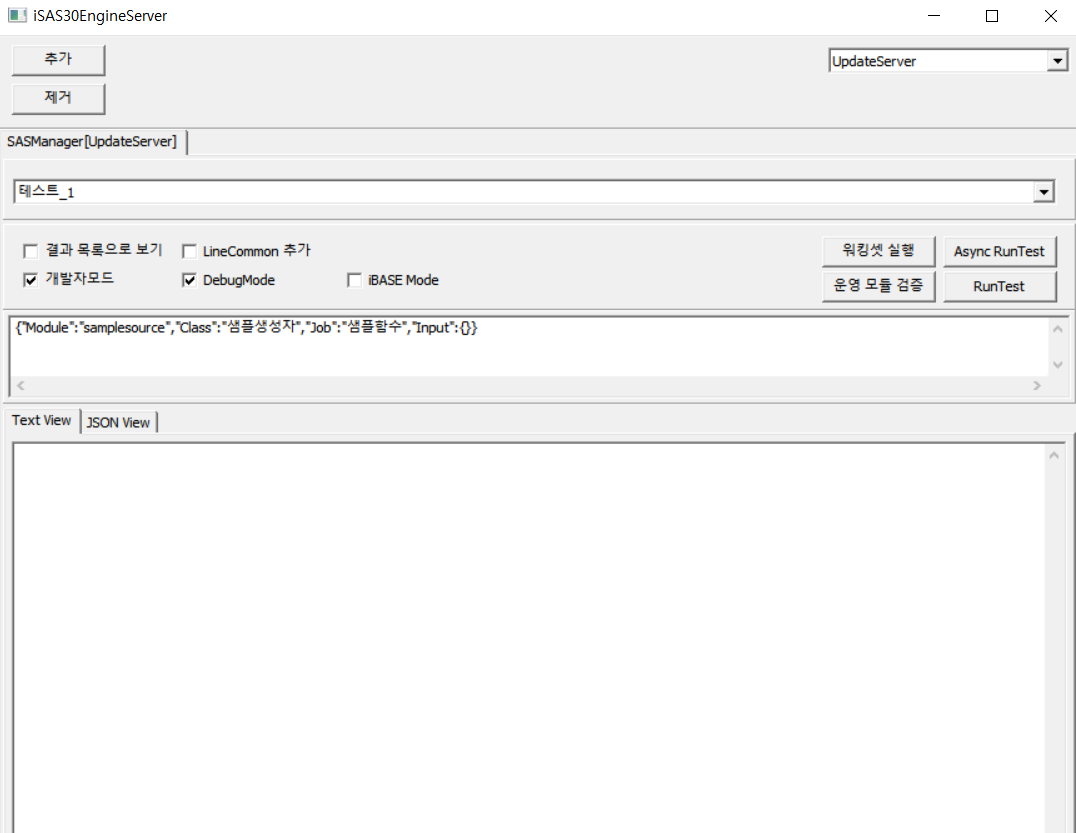 iSAS30EngineServer
추가
UpdateServer
제거
SASManager[UpdateServer]
테스트_1
결과 목록으로 보기
LineCommon 추가
워킹셋 실행
Async RunTest
개발자모드
DebugMode
iBASE Mode
운영 모듈 검증
RunTest
{"Module":"samplesource","Class":"샘플생성자","Job":"샘플함수","Input":{}}
Text View
JSON View